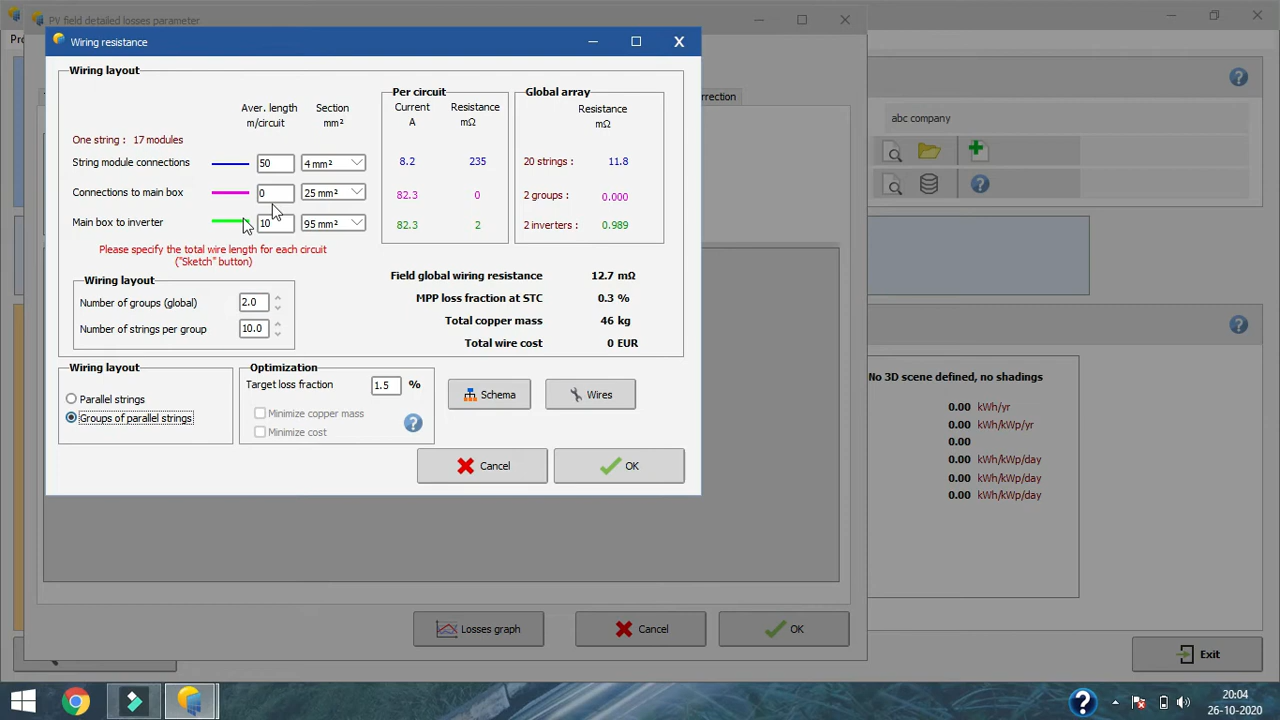 PV field detailed losses parameter
Wiring resistance
X
Wiring layout
Aver. length
m/circuit
Section
mm²
Per circuit
Current
A
Resistance
mΩ
Global array
Resistance
mΩ
One string : 17 modules
String module connections
50
4 mm²
8.2
235
20 strings :
11.8
Connections to main box
0
25 mm²
82.3
0
2 groups :
0.000
Main box to inverter
10
95 mm²
82.3
2
2 inverters :
0.989
Please specify the total wire length for each circuit
("Sketch" button)
Wiring layout
Number of groups (global)
2.0
Number of strings per group
10.0
Field global wiring resistance
12.7 mΩ
MPP loss fraction at STC
0.3 %
Total copper mass
46 kg
Total wire cost
0 EUR
Wiring layout
Parallel strings
Groups of parallel strings
Optimization
Target loss fraction
1.5
%
Minimize copper mass
Minimize cost
?
Schema
Wires
Cancel
OK
rrection
abc company
?
?
?
No 3D scene defined, no shadings
0.00 kWh/yr
0.00 kWh/kWp/yr
0.00
0.00 kWh/kWp/day
0.00 kWh/kWp/day
0.00 kWh/kWp/day
Losses graph
Cancel
OK
Exit
?
20:04
26-10-2020